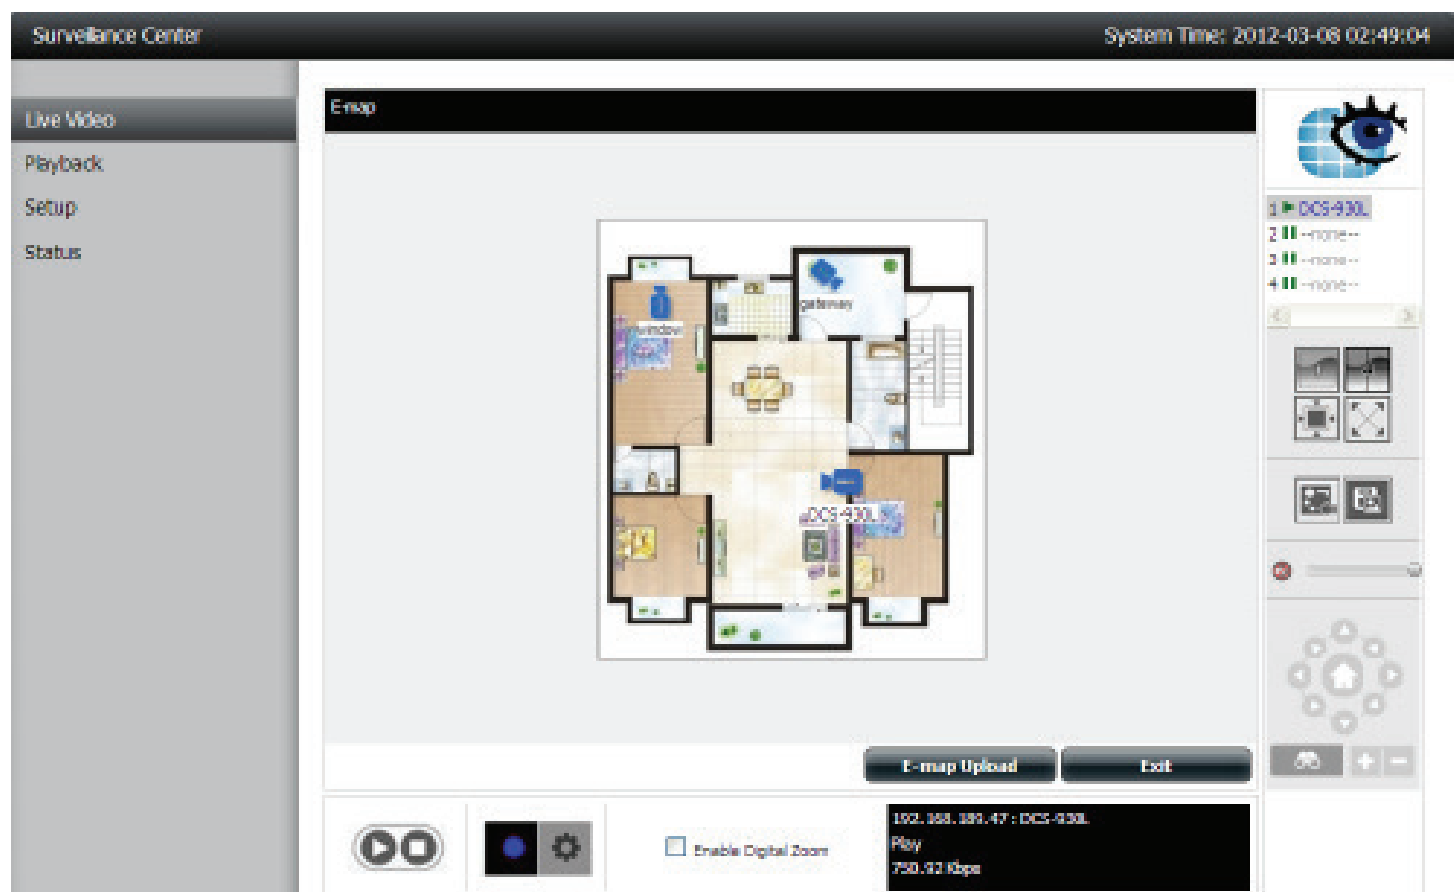 Surveillance Center
System Time: 2012-03-08 02:49:04
Live Video
Playback
Setup
Status
E-map
gateway
window
DCS-930L
1 DCS-930L
2 --none--
3 --none--
4 --none--
E-map Upload
Exit
Enable Digital Zoom
192.168.189.47 : DCS-930L
Play
750.92 Kbps